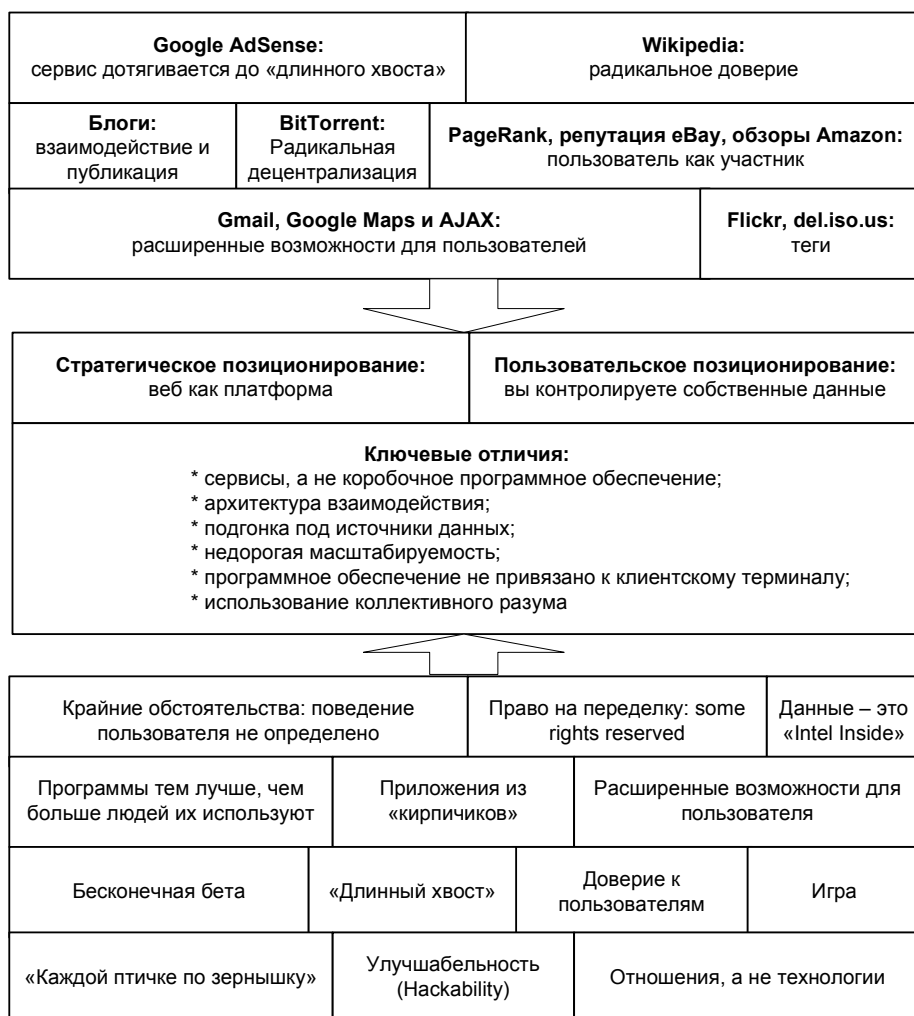 Google AdSense:
сервис дотягивается до «длинного хвоста»
Wikipedia:
радикальное доверие
Блоги:
взаимодействие и
публикация
BitTorrent:
Радикальная
децентрализация
PageRank, репутация eBay, обзоры Amazon:
пользователь как участник
Gmail, Google Maps и AJAX:
расширенные возможности для пользователей
Flickr, del.iso.us:
теги
Стратегическое позиционирование:
веб как платформа
Пользовательское позиционирование:
вы контролируете собственные данные
Ключевые отличия:
* сервисы, а не коробочное программное обеспечение;
* архитектура взаимодействия;
* подгонка под источники данных;
* недорогая масштабируемость;
* программное обеспечение не привязано к клиентскому терминалу;
* использование коллективного разума
Крайние обстоятельства: поведение
пользователя не определено
Право на переделку: some
rights reserved
Данные – это
«Intel Inside»
Программы тем лучше, чем
больше людей их используют
Приложения из
«кирпичиков»
Расширенные возможности для
пользователя
Бесконечная бета
«Длинный хвост»
Доверие к
пользователям
Игра
«Каждой птичке по зернышку»
Улучшабельность
(Hackability)
Отношения, а не технологии